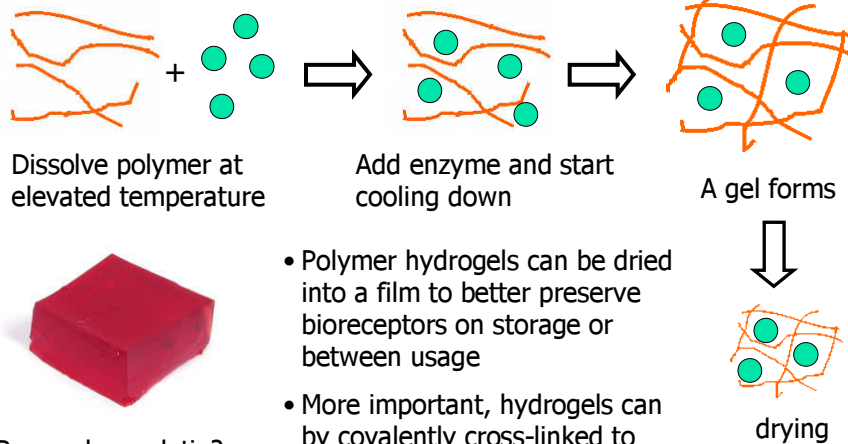 +
Dissolve polymer at
elevated temperature
Add enzyme and start
cooling down
A gel forms
• Polymer hydrogels can be dried
into a film to better preserve
bioreceptors on storage or
between usage
• More important, hydrogels can
by covalently cross-linked to
drying